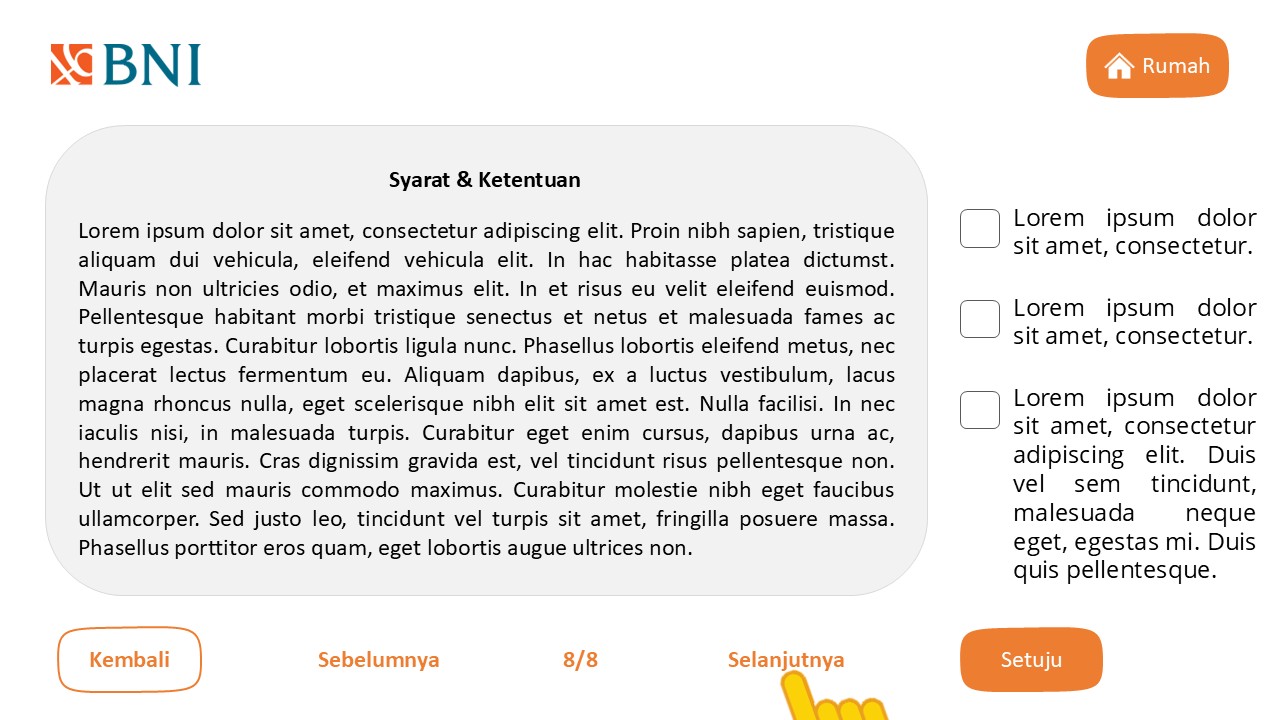 BNI
Rumah
Syarat & Ketentuan
Lorem ipsum dolor sit amet, consectetur adipiscing elit. Proin nibh sapien, tristique
aliquam dui vehicula, eleifend vehicula elit. In hac habitasse platea dictumst.
Mauris non ultricies odio, et maximus elit. In et risus eu velit eleifend euismod.
Pellentesque habitant morbi tristique senectus et netus et malesuada fames ac
turpis egestas. Curabitur lobortis ligula nunc. Phasellus lobortis eleifend metus, nec
placerat lectus fermentum eu. Aliquam dapibus, ex a luctus vestibulum, lacus
magna rhoncus nulla, eget scelerisque nibh elit sit amet est. Nulla facilisi. In nec
iaculis nisi, in malesuada turpis. Curabitur eget enim cursus, dapibus urna ac,
hendrerit mauris. Cras dignissim gravida est, vel tincidunt risus pellentesque non.
Ut ut elit sed mauris commodo maximus. Curabitur molestie nibh eget faucibus
ullamcorper. Sed justo leo, tincidunt vel turpis sit amet, fringilla posuere massa.
Phasellus porttitor eros quam, eget lobortis augue ultrices non.
Lorem ipsum dolor
sit amet, consectetur.
Lorem ipsum dolor
sit amet, consectetur.
Lorem ipsum dolor
sit amet, consectetur
adipiscing elit. Duis
vel sem tincidunt,
malesuada neque
eget, egestas mi. Duis
quis pellentesque.
Kembali
Sebelumnya
8/8
Selanjutnya
Setuju